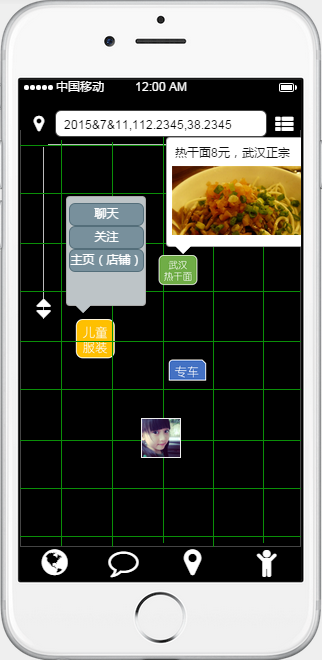 中国移动
12:00 AM
2015&7&11,112.2345,38.2345
热干面8元，武汉正宗
聊天
关注
主页（店铺）
武汉
热干面
儿童
服装
专车